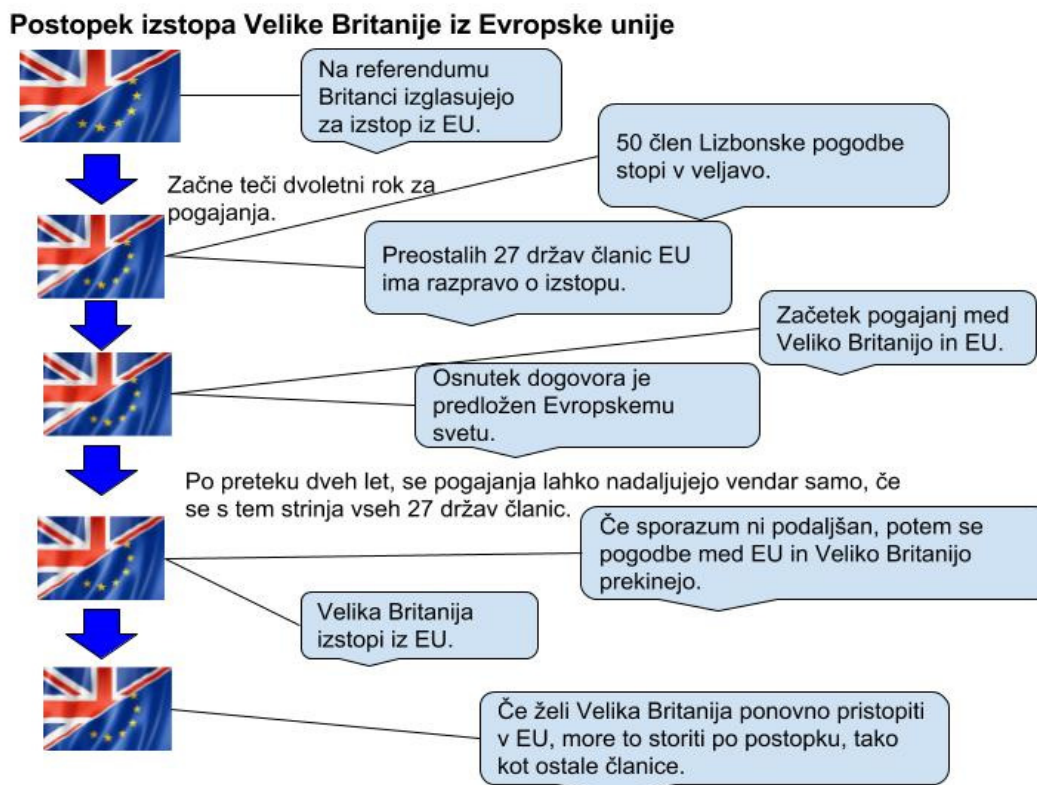 Postopek izstopa Velike Britanije iz Evropske unije
Na referendumu
Britanci izglasujejo
za izstop iz EU.
50 člen Lizbonske pogodbe
stopi v veljavo.
Začne teči dvoletni rok za
pogajanja.
Preostalih 27 držav članic EU
ima razpravo o izstopu.
Začetek pogajanj med
Veliko Britanijo in EU.
Osnutek dogovora je
predložen Evropskemu
svetu.
Po preteku dveh let, se pogajanja lahko nadaljujejo vendar samo, če
se s tem strinja vseh 27 držav članic.
Če sporazum ni podaljšan, potem se
pogodbe med EU in Veliko Britanijo
prekinejo.
Velika Britanija
izstopi iz EU.
Če želi Velika Britanija ponovno pristopiti
v EU, more to storiti po postopku, tako
kot ostale članice.